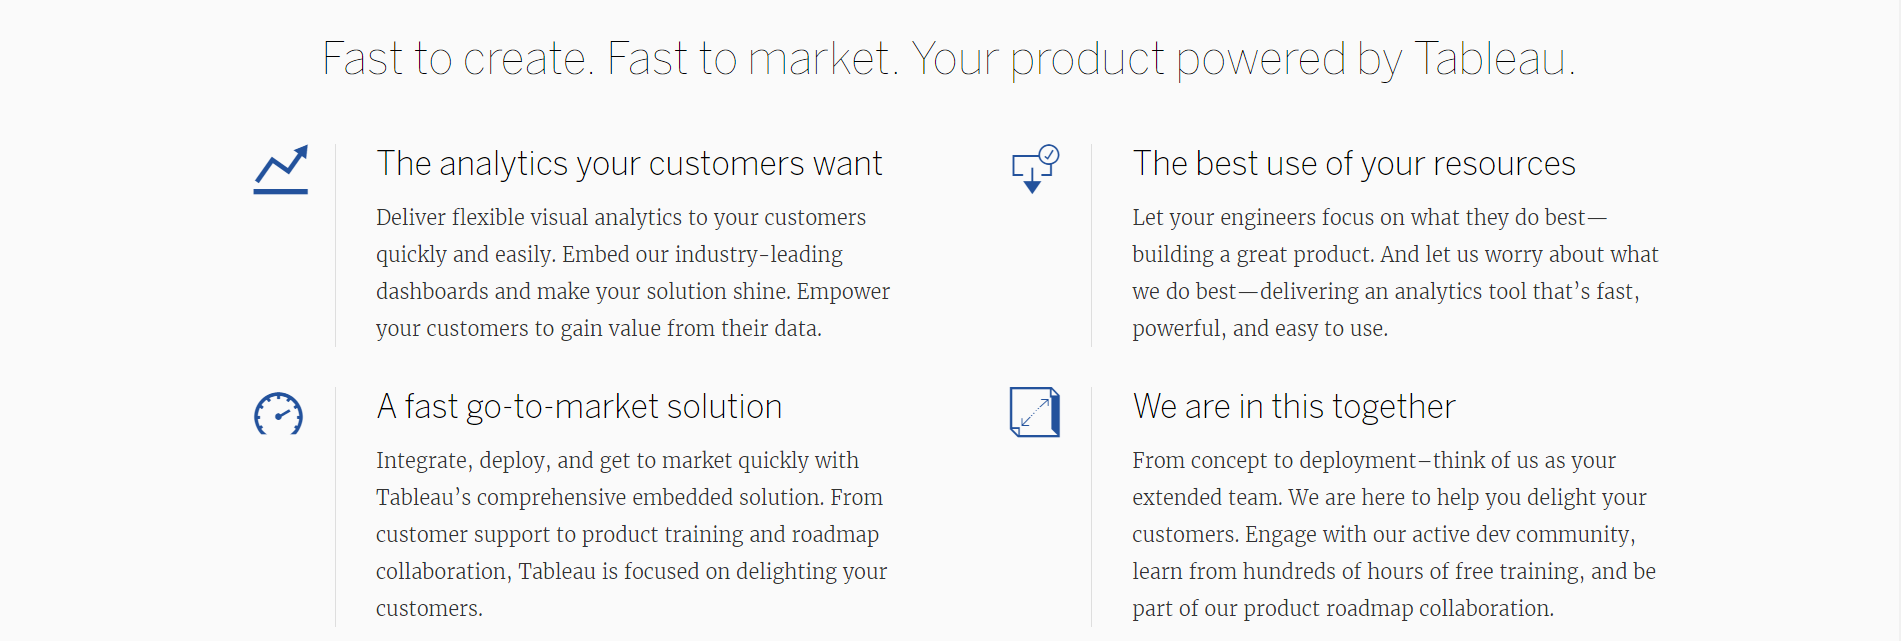 Fast to create. Fast to market. Your product powered by Tableau.
The analytics your customers want
Deliver flexible visual analytics to your customers
quickly and easily. Embed our industry-leading
dashboards and make your solution shine. Empower
your customers to gain value from their data.
The best use of your resources
Let your engineers focus on what they do best—
building a great product. And let us worry about what
we do best—delivering an analytics tool that’s fast,
powerful, and easy to use.
A fast go-to-market solution
Integrate, deploy, and get to market quickly with
Tableau’s comprehensive embedded solution. From
customer support to product training and roadmap
collaboration, Tableau is focused on delighting your
customers.
We are in this together
From concept to deployment–think of us as your
extended team. We are here to help you delight your
customers. Engage with our active dev community,
learn from hundreds of hours of free training, and be
part of our product roadmap collaboration.